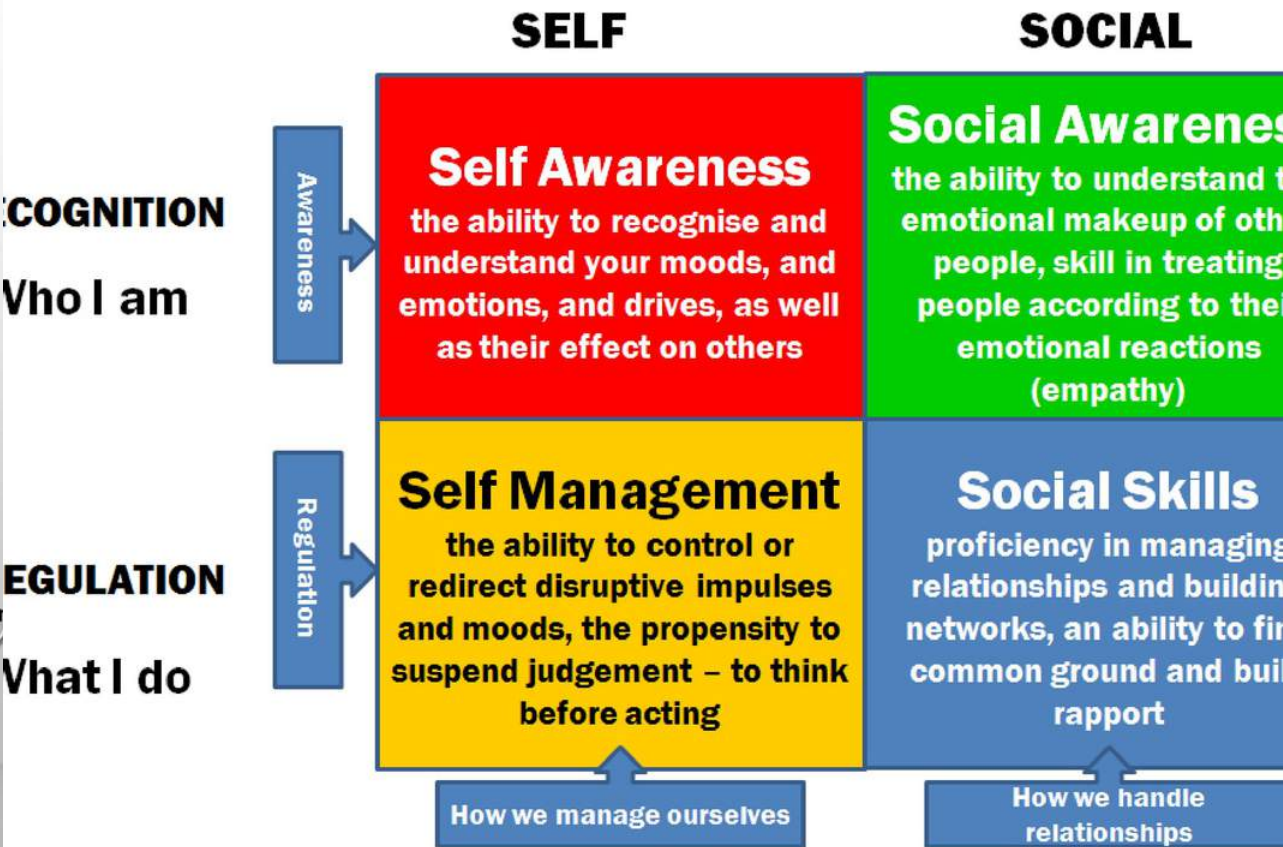 SELF
SOCIAL
COGNITION
Who I am
Awareness
Self Awareness
the ability to recognise and
understand your moods, and
emotions, and drives, as well
as their effect on others
Social Awarenes
the ability to understand t
emotional makeup of oth
people, skill in treating
people according to thei
emotional reactions
(empathy)
EGULATION
What I do
Regulation
Self Management
the ability to control or
redirect disruptive impulses
and moods, the propensity to
suspend judgement – to think
before acting
Social Skills
proficiency in managing
relationships and buildin
networks, an ability to fin
common ground and buil
rapport
How we manage ourselves
How we handle
relationships